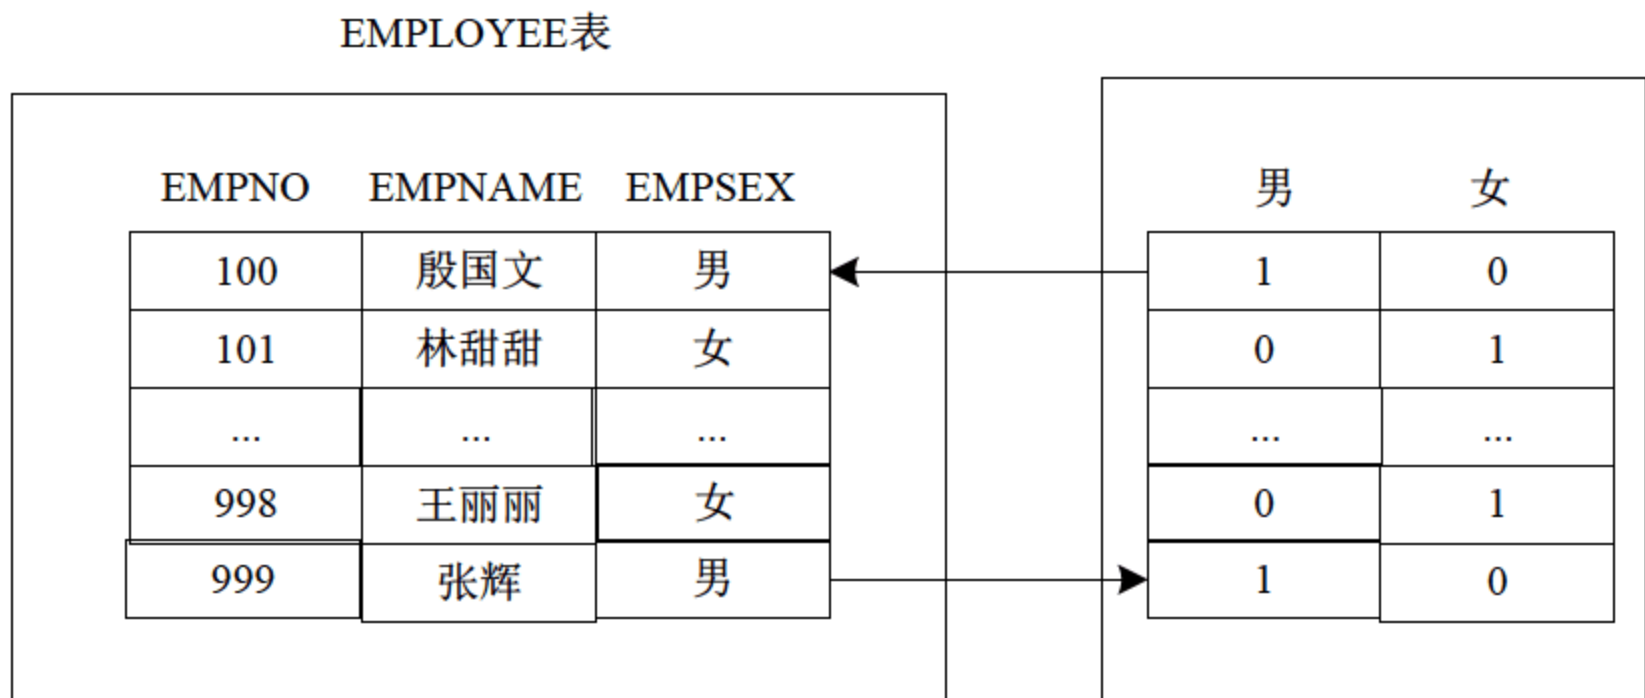 EMPLOYEE表
EMPNO EMPNAME EMPSEX 男 女
100 殷国文 男 1 0
101 林甜甜 女 0 1
... ... ... ... ...
998 王丽丽 女 0 1
999 张辉 男 1 0